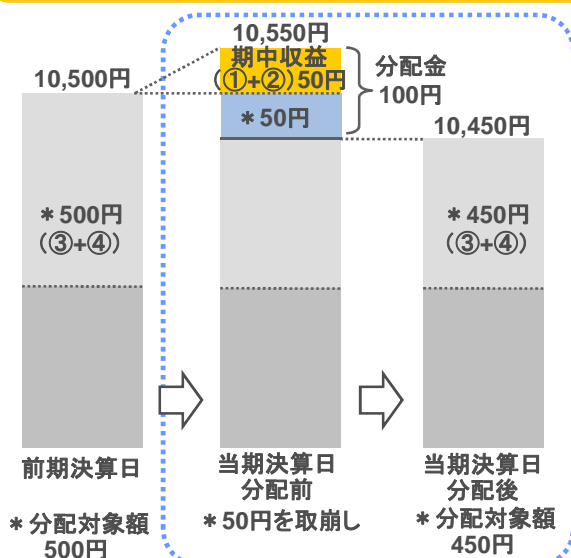 10,550円
期中収益
(①+②)50円
分配金
100円
10,500円
＊50円
10,450円
＊500円
(③+④)
＊450円
(③+④)
前期決算日
当期決算日
分配前
当期決算日
分配後
＊分配対象額
500円
＊50円を取崩し
＊分配対象額
450円